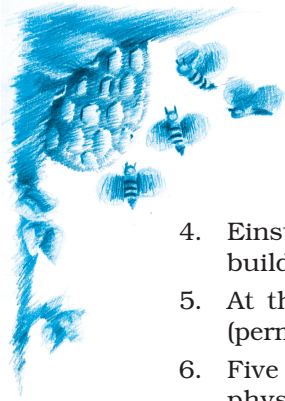 4. Einst
build
5. At th
(perm
6. Five
phys